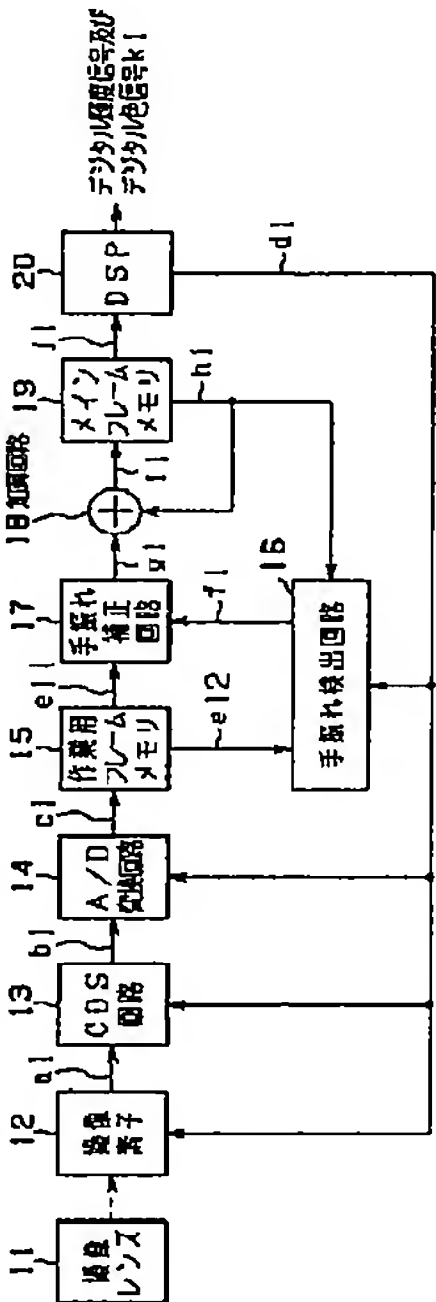 11
撮像
レンズ
12
撮像
素子
a1
13
CDS
回路
b1
14
A/D
変換回路
c1
15
作業用
フレーム
メモリ
e11
e12
16
手振れ検出回路
f1
17
手振れ
補正
回路
g1
18 加算回路
i1
19
メイン
フレーム
メモリ
h1
j1
20
DSP
d1
デジタル輝度信号及び
デジタル色信号k1